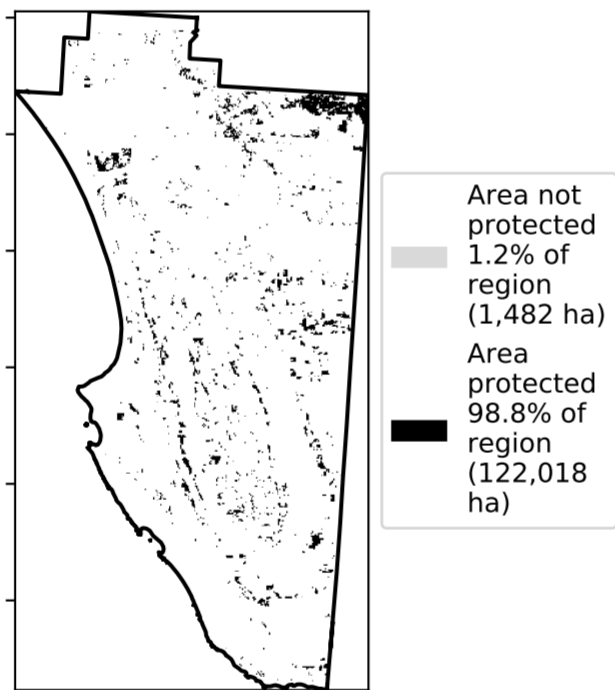 Area not
protected
1.2% of
region
(1,482 ha)
Area
protected
98.8% of
region
(122,018
ha)